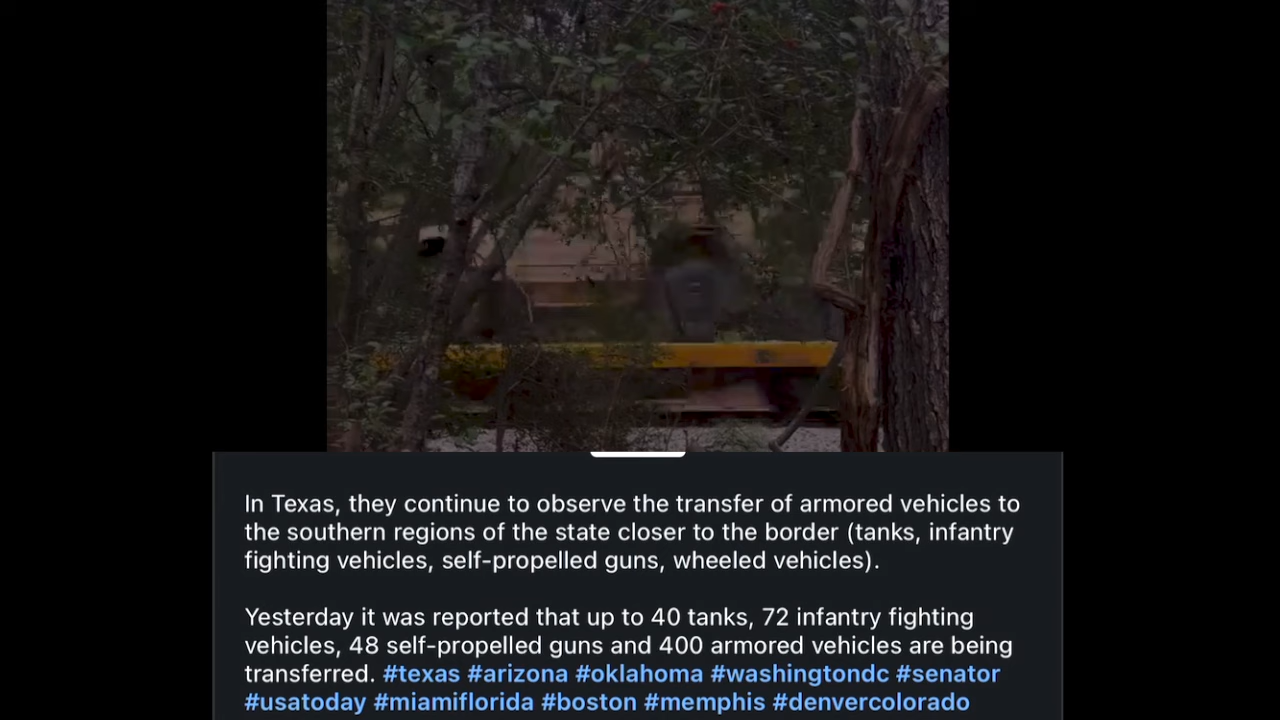 In Texas, they continue to observe the transfer of armored vehicles to
the southern regions of the state closer to the border (tanks, infantry
fighting vehicles, self-propelled guns, wheeled vehicles).
Yesterday it was reported that up to 40 tanks, 72 infantry fighting
vehicles, 48 self-propelled guns and 400 armored vehicles are being
transferred. #texas #arizona #oklahoma #washingtondc #senator
#usatoday #miamiflorida #boston #memphis #denvercolorado